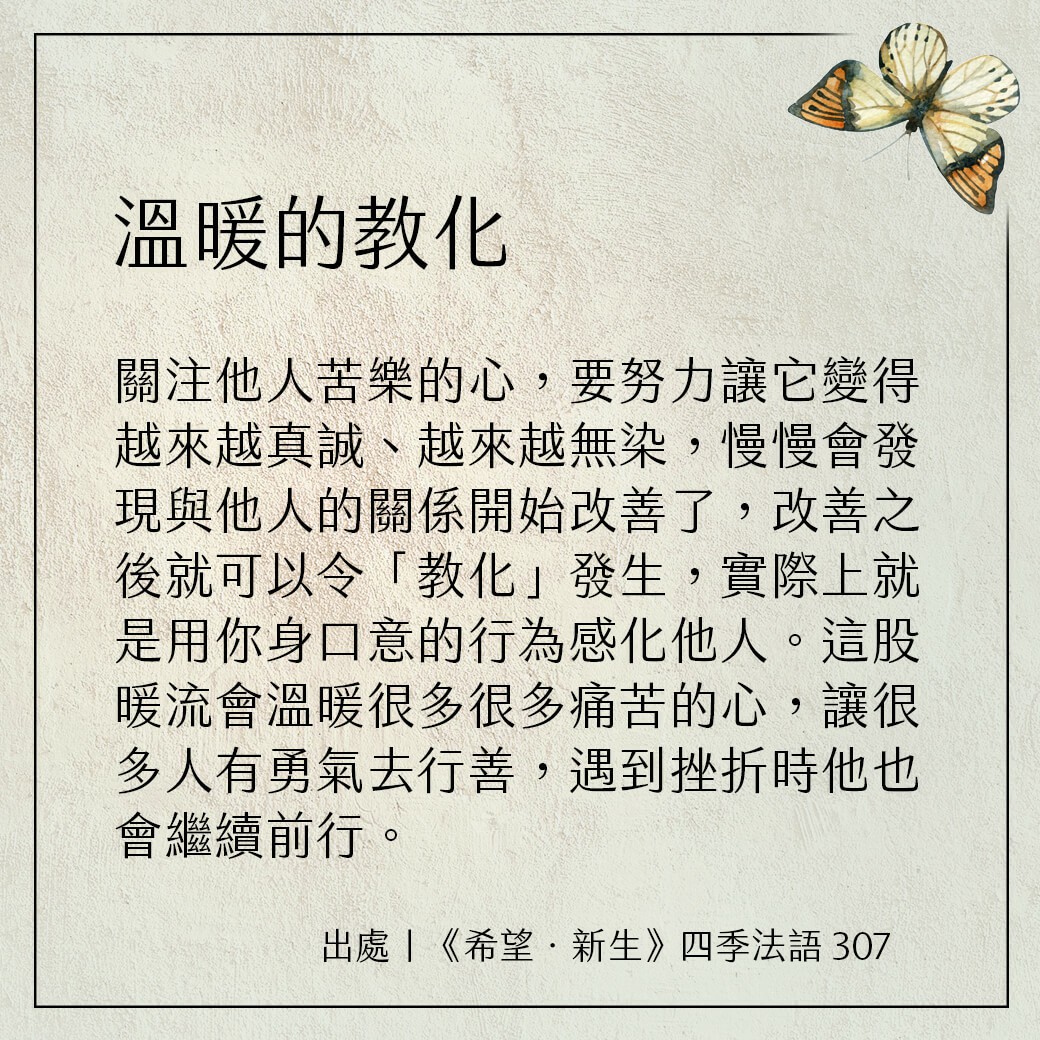 溫暖的教化
關注他人苦樂的心，要努力讓它變得
越來越真誠、越來越無染，慢慢會發
現與他人的關係開始改善了，改善之
後就可以令「教化」發生，實際上就
是用你身口意的行為感化他人。這股
暖流會溫暖很多很多痛苦的心，讓很
多人有勇氣去行善，遇到挫折時他也
會繼續前行。
出處｜《希望．新生》四季法語 307